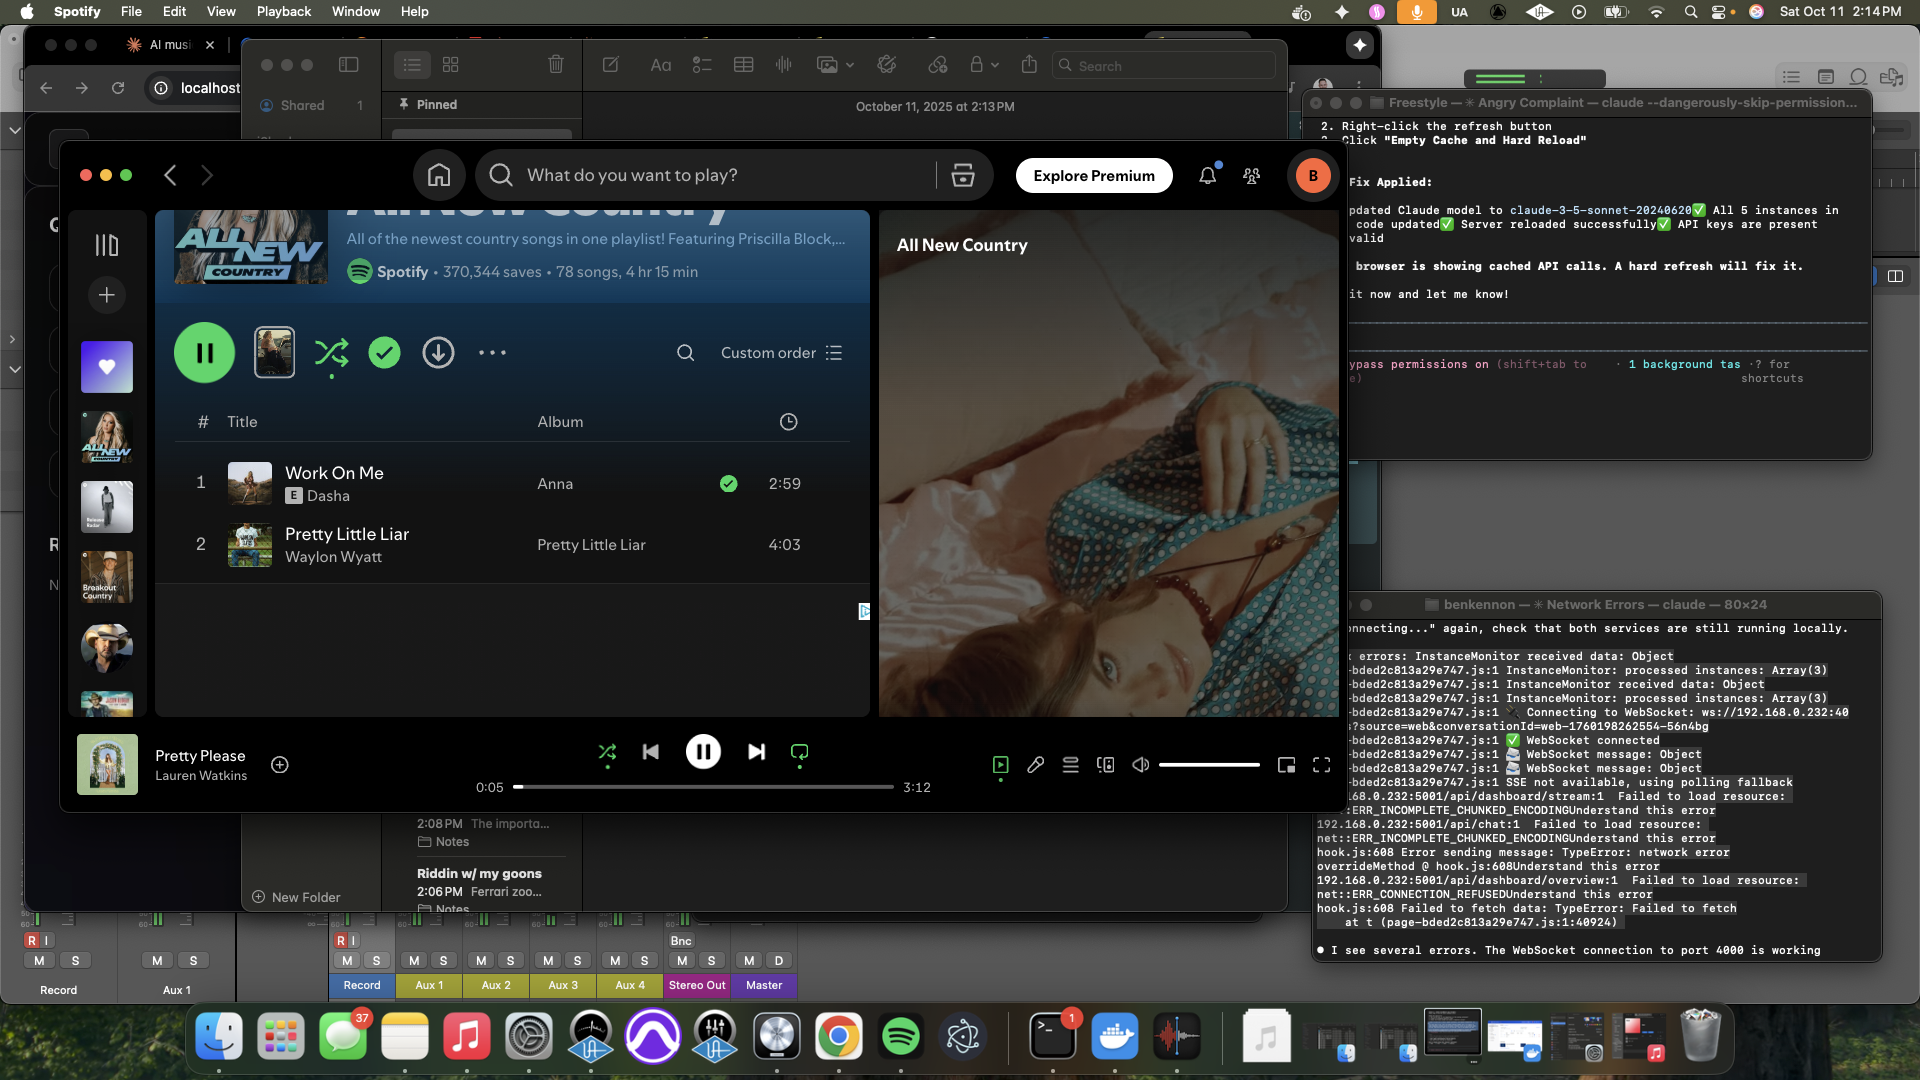 Spotify File Edit View Playback Window Help
UA
Sat Oct 11 2:14 PM
AI musi
localhost
Shared 1
Pinned
Aa
Search
October 11, 2025 at 2:13 PM
Freestyle — ✳ Angry Complaint — claude --dangerously-skip-permission...
2. Right-click the refresh button
Click "Empty Cache and Hard Reload"
Fix Applied:
pdated Claude model to claude-3-5-sonnet-20240620✅ All 5 instances in
code updated✅ Server reloaded successfully✅ API keys are present
valid
browser is showing cached API calls. A hard refresh will fix it.
it now and let me know!
ypass permissions on (shift+tab to · 1 background tas ·? for
e) shortcuts
What do you want to play?
Explore Premium
B
All New Country
ALL NEW COUNTRY
All of the newest country songs in one playlist! Featuring Priscilla Block,...
Spotify • 370,344 saves • 78 songs, 4 hr 15 min
All New Country
Custom order
# Title Album
1 Work On Me Anna 2:59
E Dasha
2 Pretty Little Liar Pretty Little Liar 4:03
Waylon Wyatt
ALL NEW COUNTRY
Release Radar
Breakout Country
Pretty Please
Lauren Watkins
0:05
3:12
benkennon — ✳ Network Errors — claude — 80×24
nnecting..." again, check that both services are still running locally.
x errors: InstanceMonitor received data: Object
-bded2c813a29e747.js:1 InstanceMonitor: processed instances: Array(3)
-bded2c813a29e747.js:1 InstanceMonitor received data: Object
-bded2c813a29e747.js:1 InstanceMonitor: processed instances: Array(3)
-bded2c813a29e747.js:1 🔌 Connecting to WebSocket: ws://192.168.0.232:40
s?source=web&conversationId=web-1760198262554-56n4bg
-bded2c813a29e747.js:1 ✅ WebSocket connected
-bded2c813a29e747.js:1 📨 WebSocket message: Object
-bded2c813a29e747.js:1 📨 WebSocket message: Object
-bded2c813a29e747.js:1 SSE not available, using polling fallback
.168.0.232:5001/api/dashboard/stream:1 Failed to load resource:
::ERR_INCOMPLETE_CHUNKED_ENCODINGUnderstand this error
192.168.0.232:5001/api/chat:1 Failed to load resource:
net::ERR_INCOMPLETE_CHUNKED_ENCODINGUnderstand this error
hook.js:608 Error sending message: TypeError: network error
overrideMethod @ hook.js:608Understand this error
192.168.0.232:5001/api/dashboard/overview:1 Failed to load resource:
net::ERR_CONNECTION_REFUSEDUnderstand this error
hook.js:608 Failed to fetch data: TypeError: Failed to fetch
at t (page-bded2c813a29e747.js:1:40924)
● I see several errors. The WebSocket connection to port 4000 is working
2:08 PM The importa...
Notes
Riddin w/ my goons
2:06 PM Ferrari zoo...
Notes
New Folder
R I R I Bnc
M S M S M S M S M S M S M S M S M D
Record Aux 1 Record Aux 1 Aux 2 Aux 3 Aux 4 Stereo Out Master
37
1